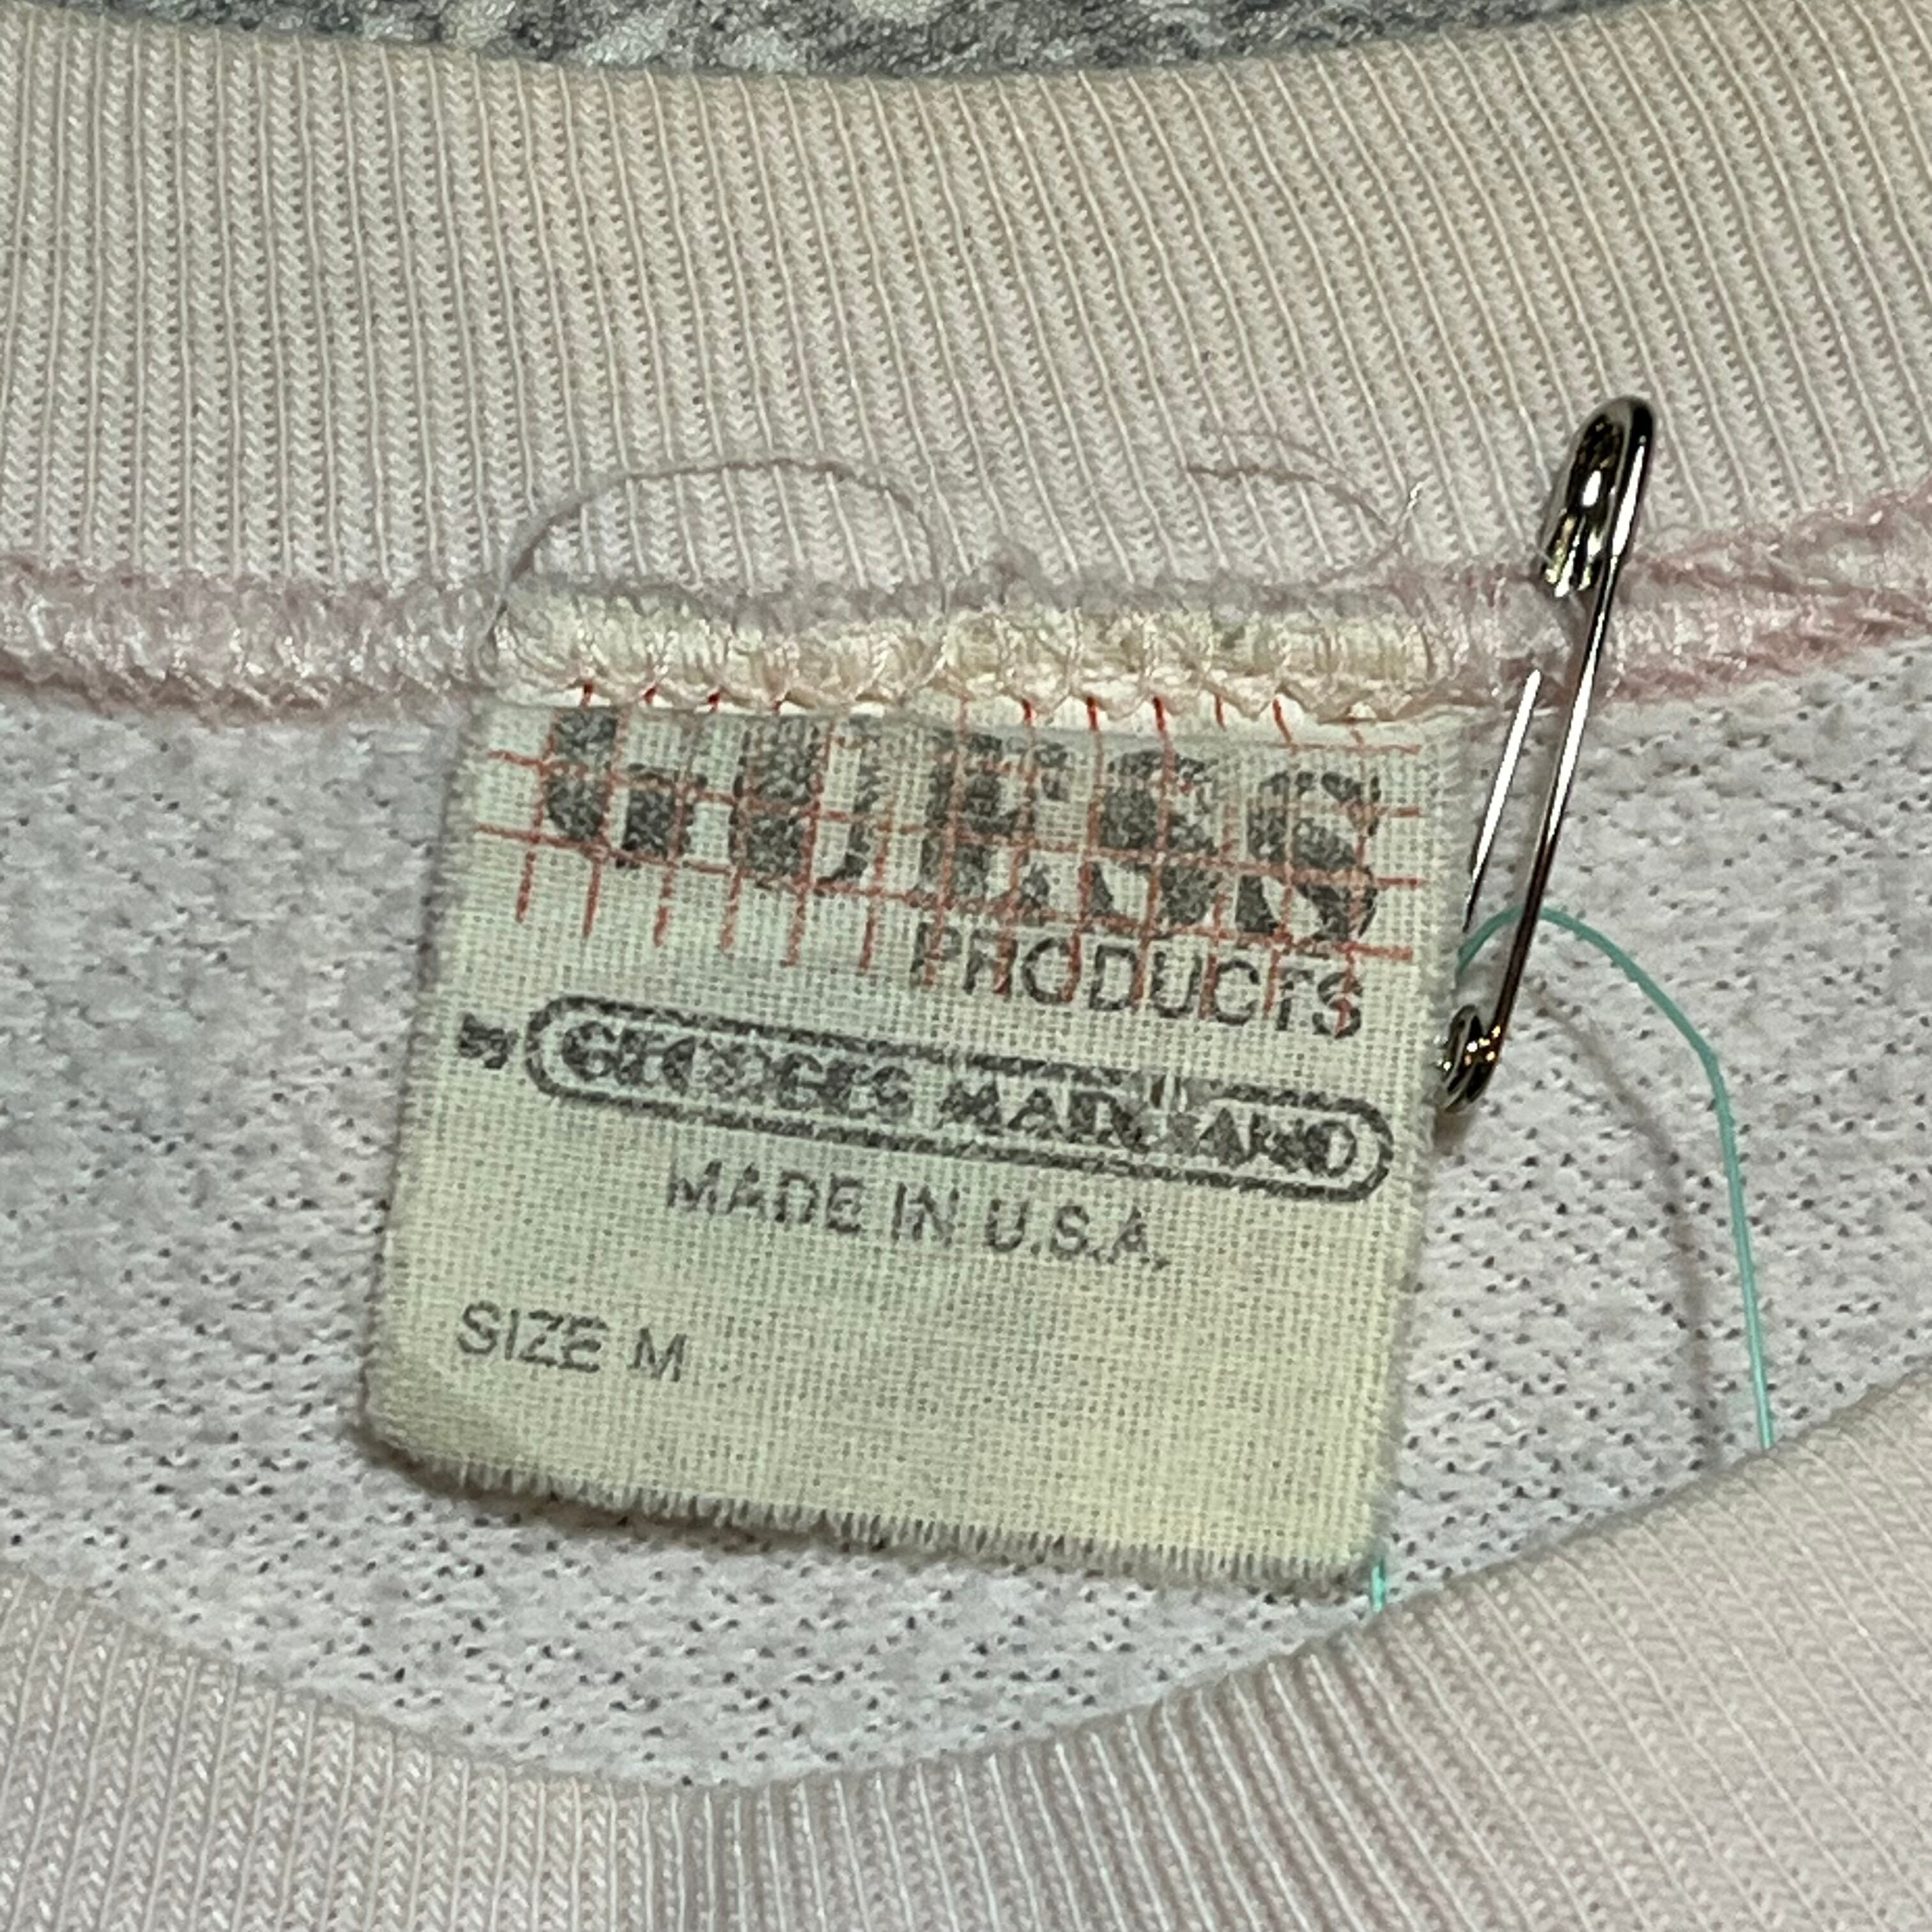 GUESS
PRODUCTS
by GEORGES MARCIANO
MADE IN U.S.A.
SIZE M